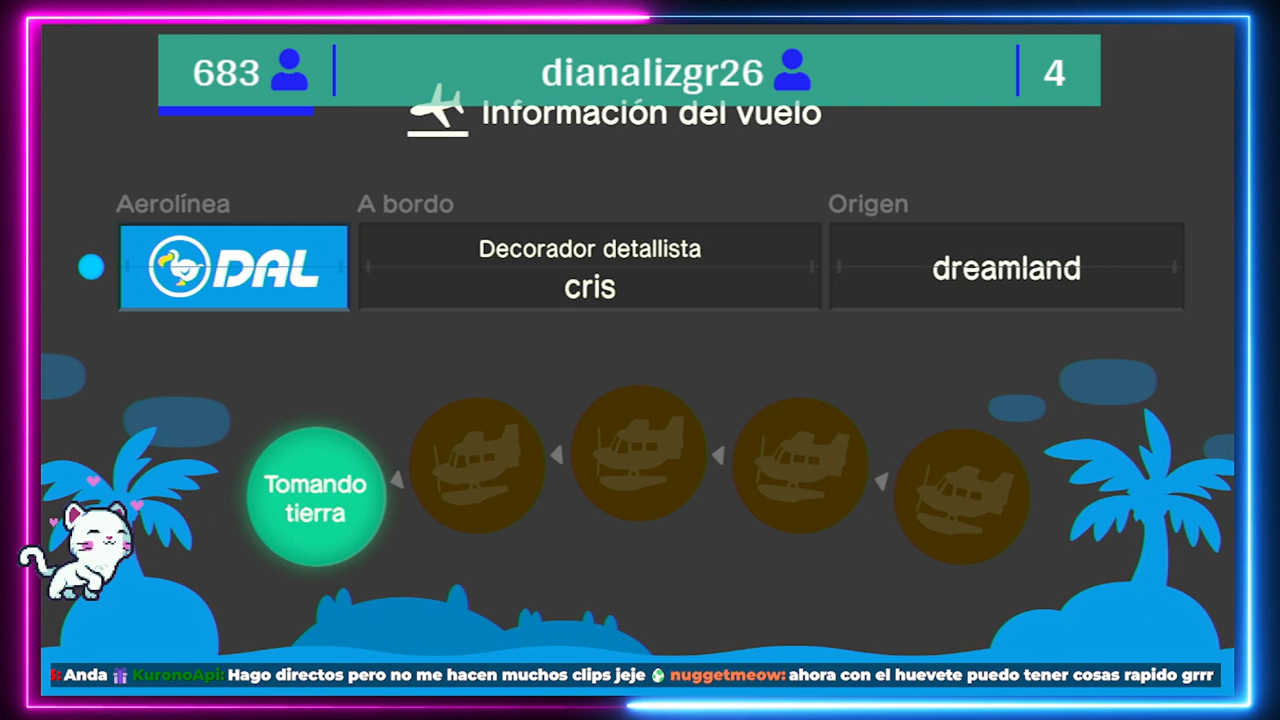 683 dianalizgr26 4
Información del vuelo
Aerolínea A bordo Origen
DAL
Decorador detallista
cris
dreamland
Tomando
tierra
Anda KuronoApi: Hago directos pero no me hacen muchos clips jeje nuggetmeow: ahora con el huevete puedo tener cosas rapido grrr